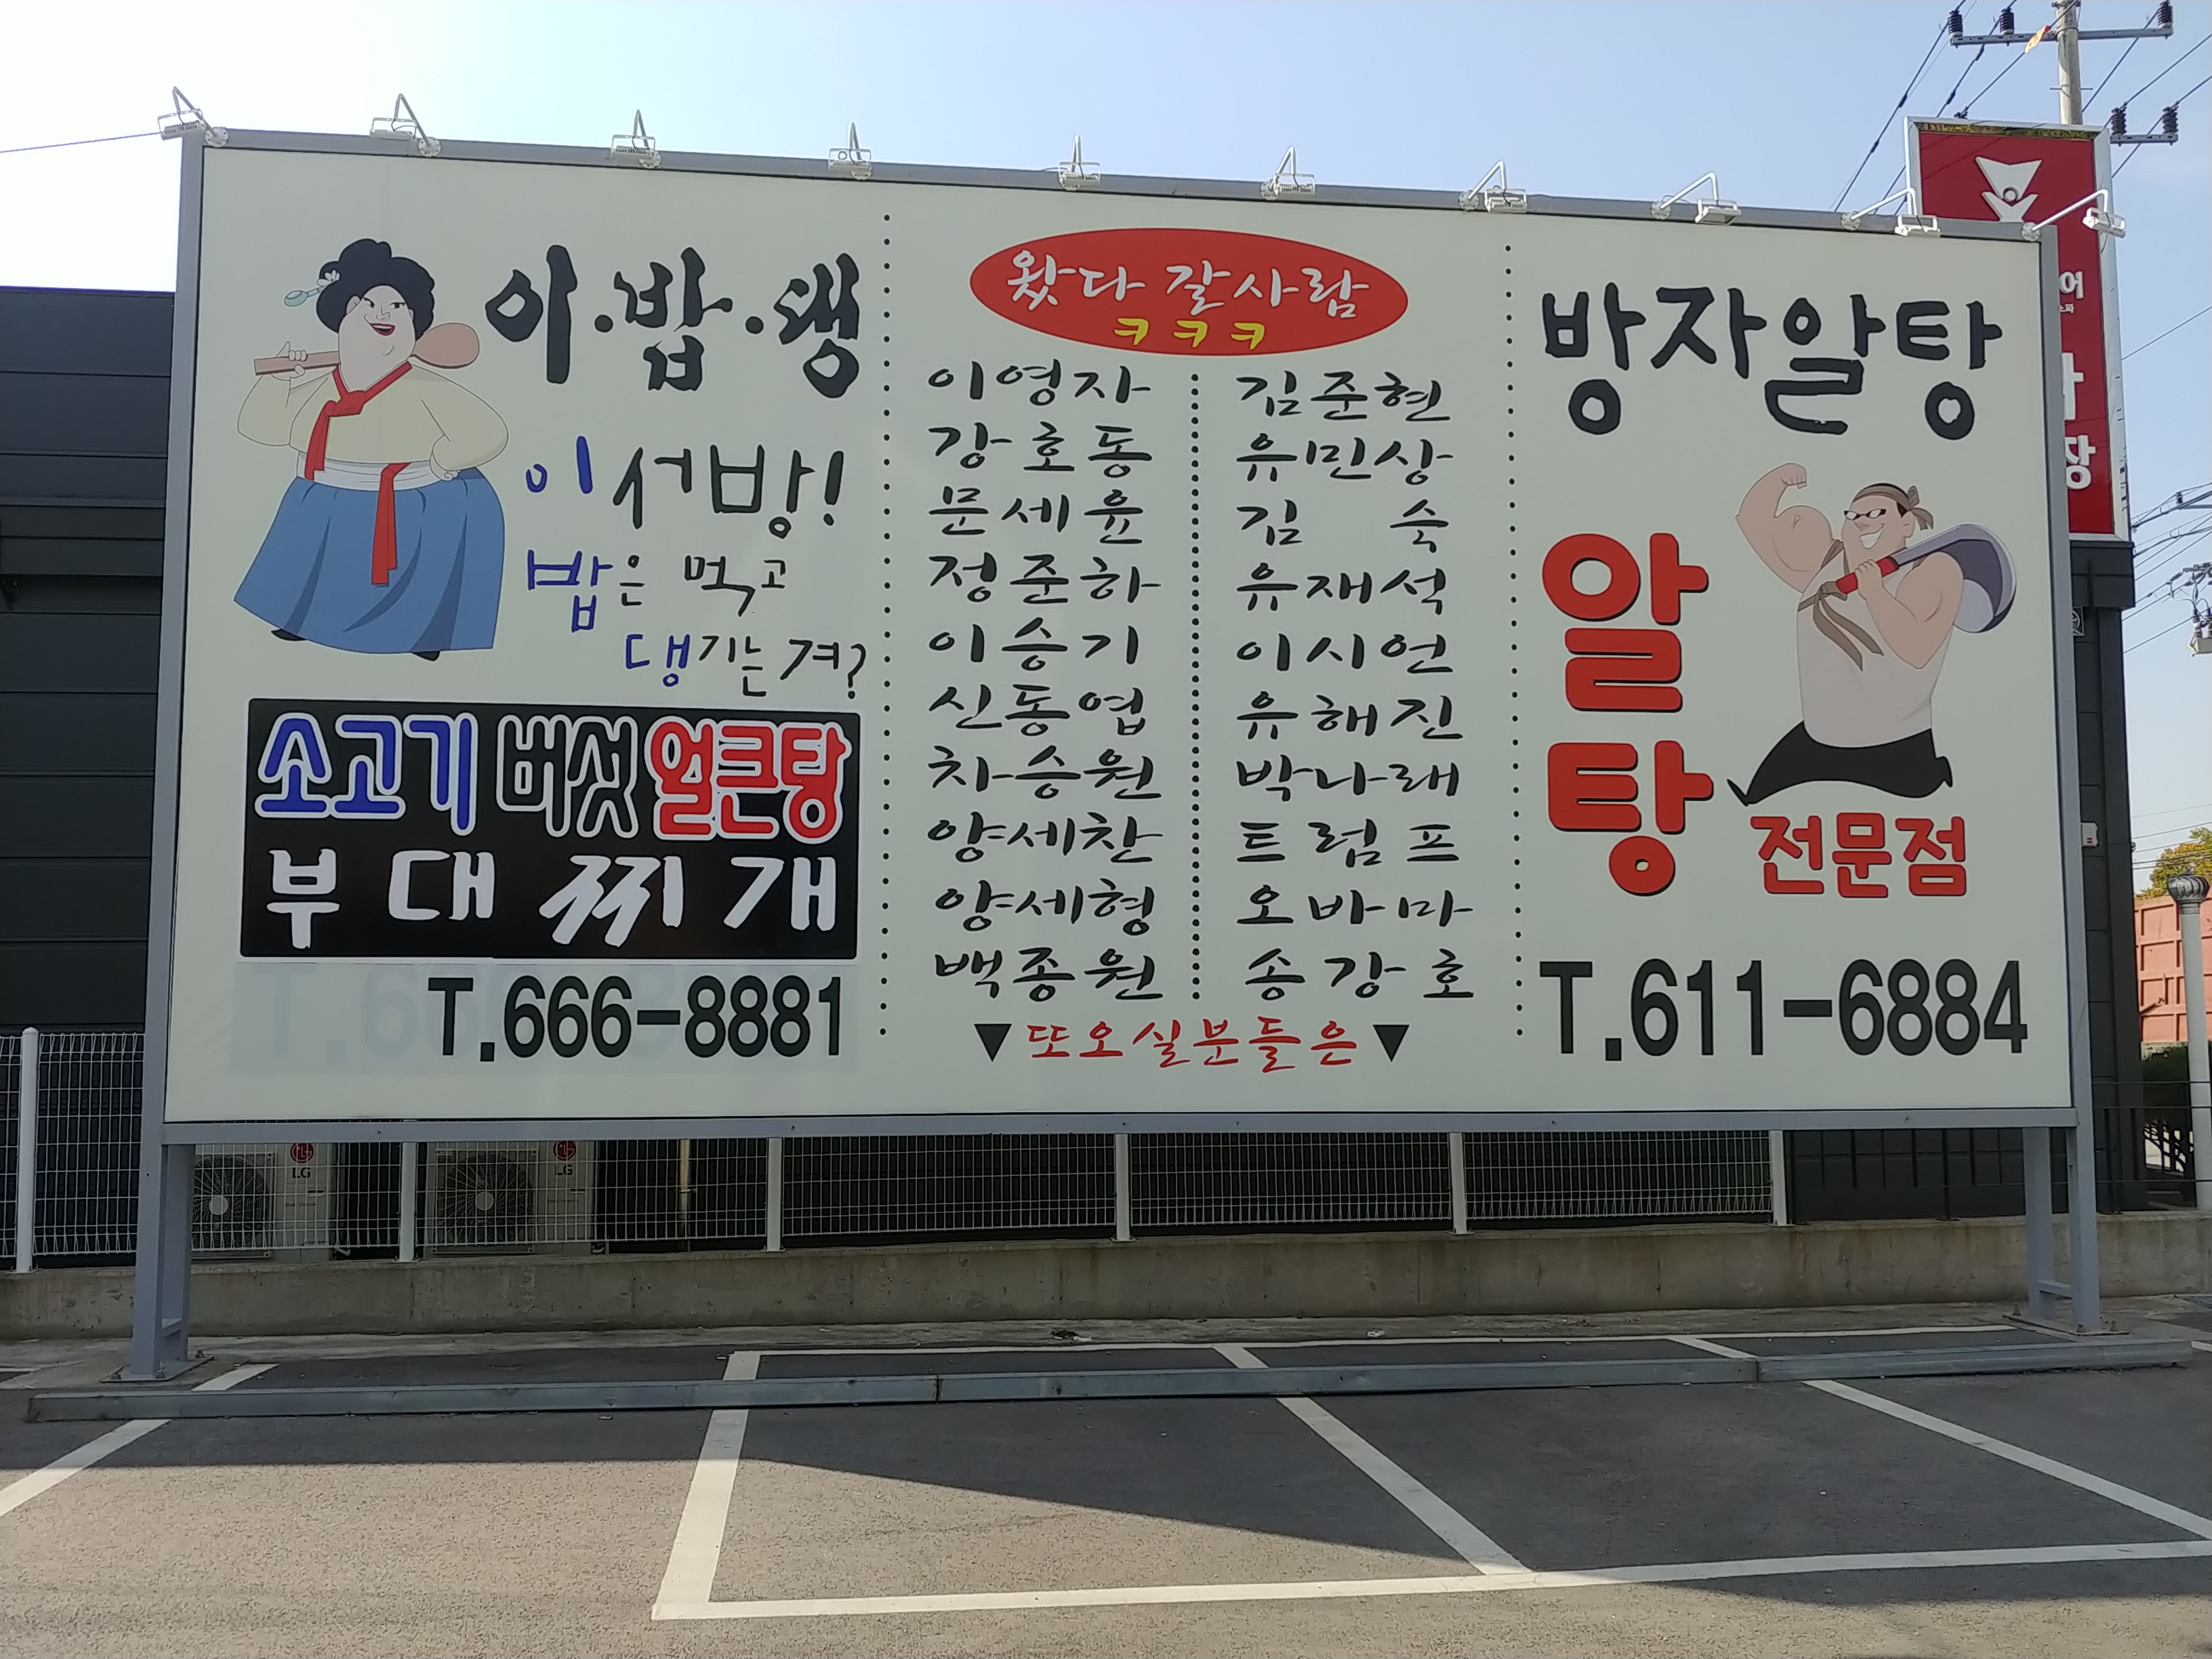 이·밥·댕
이서방!
밥은 먹고
댕기는겨?
소고기 버섯 얼큰탕
부대찌개
T.666-8881
왔다 갈사람
ㅋㅋㅋ
이영자
강호동
문세윤
정준하
이승기
신동엽
차승원
양세찬
양세형
백종원
김준현
유민상
김 숙
유재석
이시언
유해진
박나래
트럼프
오바마
송강호
▼또오실분들은▼
방자알탕
알
탕
전문점
T.611-6884
LG
LG